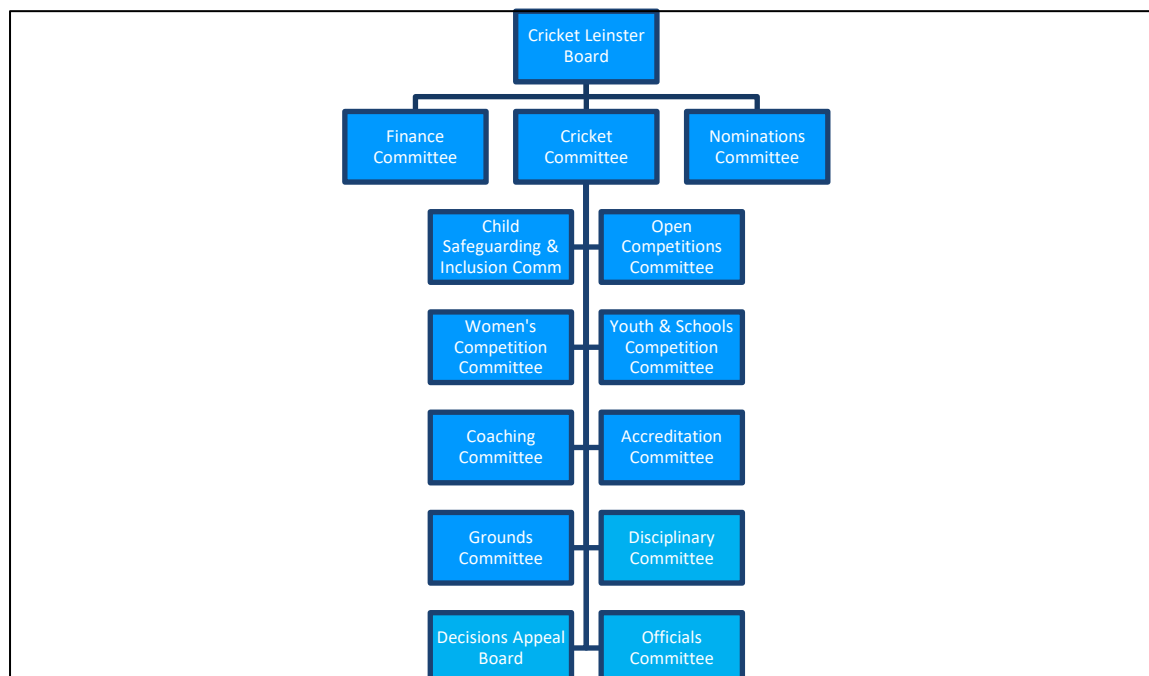 Cricket Leinster
Board
Finance
Committee
Cricket
Committee
Nominations
Committee
Child
Safeguarding &
Inclusion Comm
Open
Competitions
Committee
Women's
Competition
Committee
Youth & Schools
Competition
Committee
Coaching
Committee
Accreditation
Committee
Grounds
Committee
Disciplinary
Committee
Decisions Appeal
Board
Officials
Committee